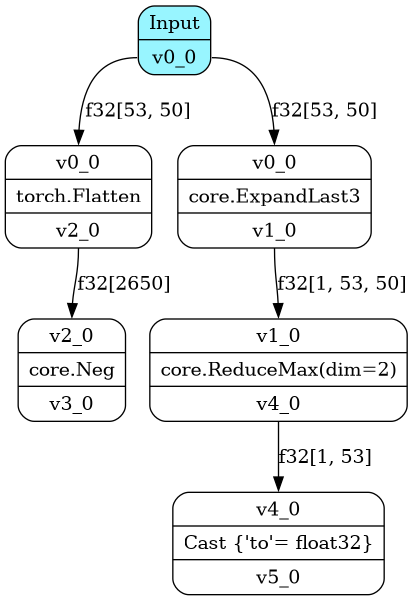 Input
v0_0
f32[53, 50]
f32[53, 50]
v0_0
torch.Flatten
v2_0
v0_0
core.ExpandLast3
v1_0
f32[2650]
f32[1, 53, 50]
v2_0
core.Neg
v3_0
v1_0
core.ReduceMax(dim=2)
v4_0
f32[1, 53]
v4_0
Cast {'to'= float32}
v5_0